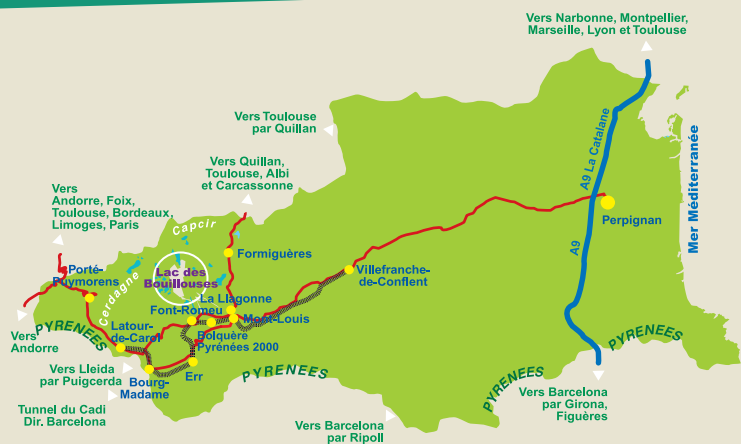 Vers Narbonne, Montpellier,
Marseille, Lyon et Toulouse
Vers Toulouse
par Quillan
A9 La Catalane
Mer Méditerranée
Vers Quillan,
Toulouse, Albi
et Carcassonne
Vers
Andorre, Foix,
Toulouse, Bordeaux,
Limoges, Paris
Capcir
Perpignan
A9
Formiguères
Porté-
Puymorens
Lac des
Bouillouses
Villefranche-
de-Conflent
Cerdagne
La Llagonne
Font-Romeu
Mont-Louis
PYRENEES
Latour-
de-Carol
Bolquère
Pyrénées 2000
Vers
Andorre
PYRENEES
Vers Lleida
par Puigcerda
Err
PYRENEES
PYRENEES
Bourg-
Madame
Tunnel du Cadi
Dir. Barcelona
Vers Barcelona
par Girona,
Figuères
Vers Barcelona
par Ripoll